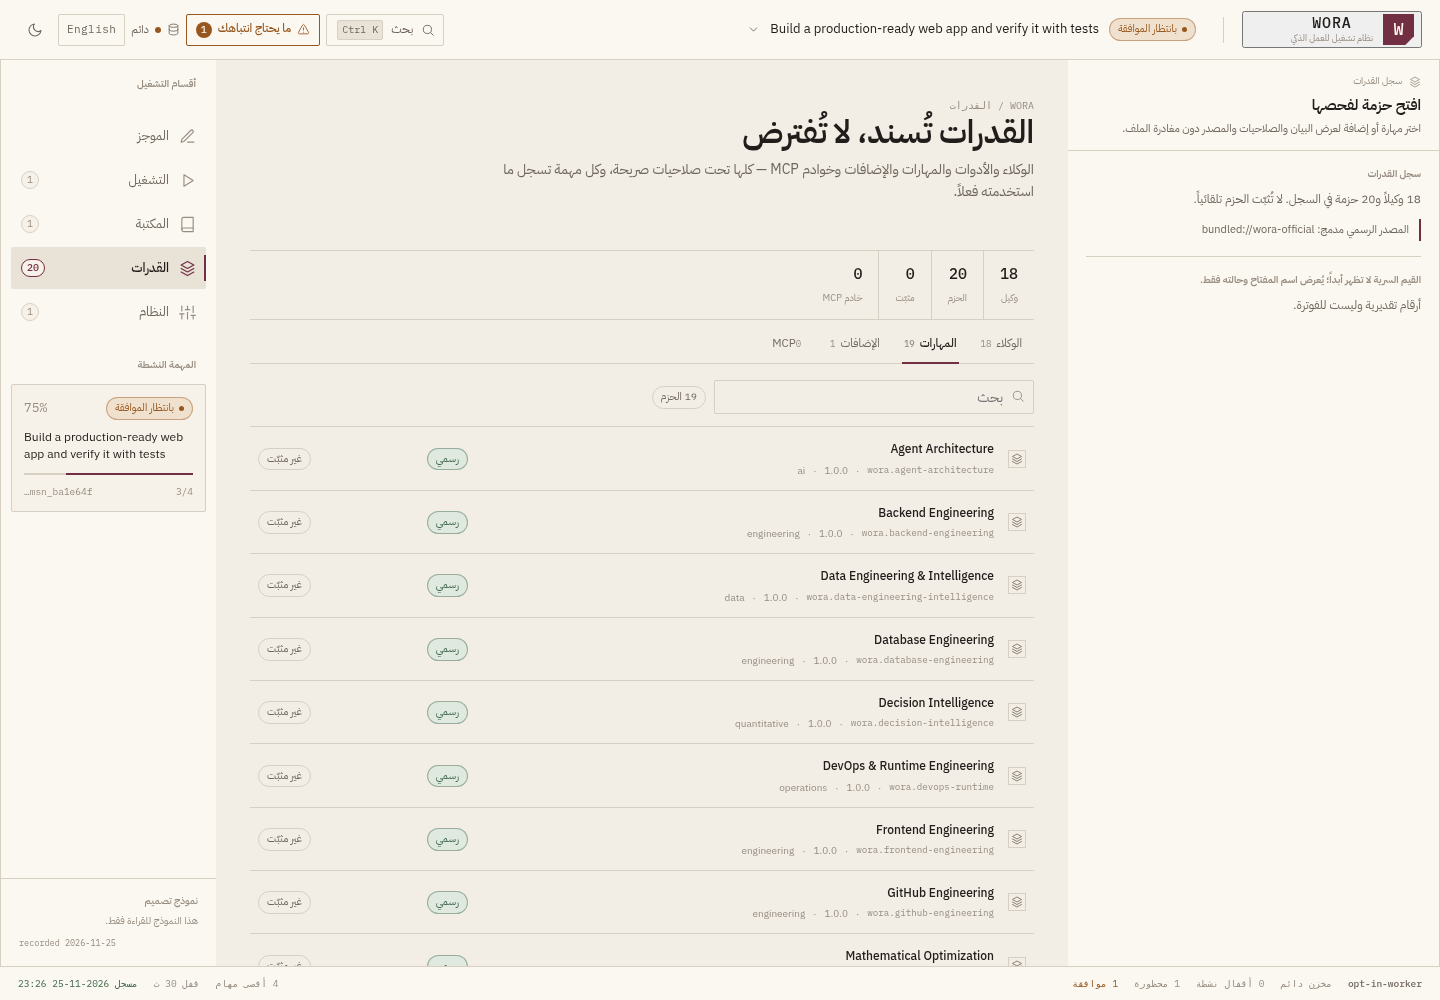 WORA
نظام تشغيل للعمل الذكي
بانتظار الموافقة
Build a production-ready web app and verify it with tests
بحث Ctrl K
ما يحتاج انتباهك 1
دائم
English
سجل القدرات
افتح حزمة لفحصها
اختر مهارة أو إضافة لعرض البيان والصلاحيات والمصدر دون مغادرة الملف.
سجل القدرات
18 وكيلاً و20 حزمة في السجل. لا تُثبّت الحزم تلقائياً.
المصدر الرسمي مدمج: bundled://wora-official
القيم السرية لا تظهر أبداً؛ يُعرض اسم المفتاح وحالته فقط.
أرقام تقديرية وليست للفوترة.
WORA / القدرات
القدرات تُسند، لا تُفترض
الوكلاء والأدوات والمهارات والإضافات وخوادم MCP — كلها تحت صلاحيات صريحة، وكل مهمة تسجل ما
استخدمته فعلاً.
18 20 0 0
وكيل الحزم مثبّت خادم MCP
الوكلاء 18 المهارات 19 الإضافات 1 MCP0
بحث
19 الحزم
Agent Architecture
wora.agent-architecture · 1.0.0 · ai
رسمي
غير مثبّت
Backend Engineering
wora.backend-engineering · 1.0.0 · engineering
رسمي
غير مثبّت
Data Engineering & Intelligence
wora.data-engineering-intelligence · 1.0.0 · data
رسمي
غير مثبّت
Database Engineering
wora.database-engineering · 1.0.0 · engineering
رسمي
غير مثبّت
Decision Intelligence
wora.decision-intelligence · 1.0.0 · quantitative
رسمي
غير مثبّت
DevOps & Runtime Engineering
wora.devops-runtime · 1.0.0 · operations
رسمي
غير مثبّت
Frontend Engineering
wora.frontend-engineering · 1.0.0 · engineering
رسمي
غير مثبّت
GitHub Engineering
wora.github-engineering · 1.0.0 · engineering
رسمي
غير مثبّت
Mathematical Optimization
أقسام التشغيل
الموجز
التشغيل 1
المكتبة 1
القدرات 20
النظام 1
المهمة النشطة
بانتظار الموافقة 75%
Build a production-ready web
app and verify it with tests
3/4 msn_ba1e64f…
نموذج تصميم
هذا النموذج للقراءة فقط.
recorded 2026-11-25
opt-in-worker مخزن دائم 0 أقفال نشطة 1 محظورة 1 موافقة
4 أقصى مهام قفل 30 ث مسجل 2026-11-25 23:26